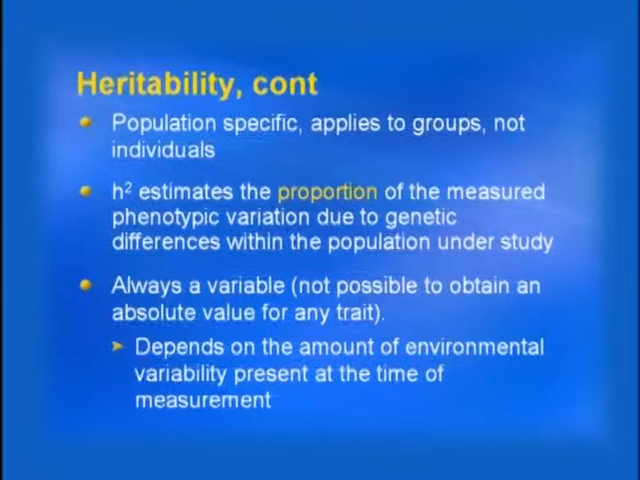 Heritability, cont
Population specific, applies to groups, not
individuals
h² estimates the proportion of the measured
phenotypic variation due to genetic
differences within the population under study
Always a variable (not possible to obtain an
absolute value for any trait).
Depends on the amount of environmental
variability present at the time of
measurement